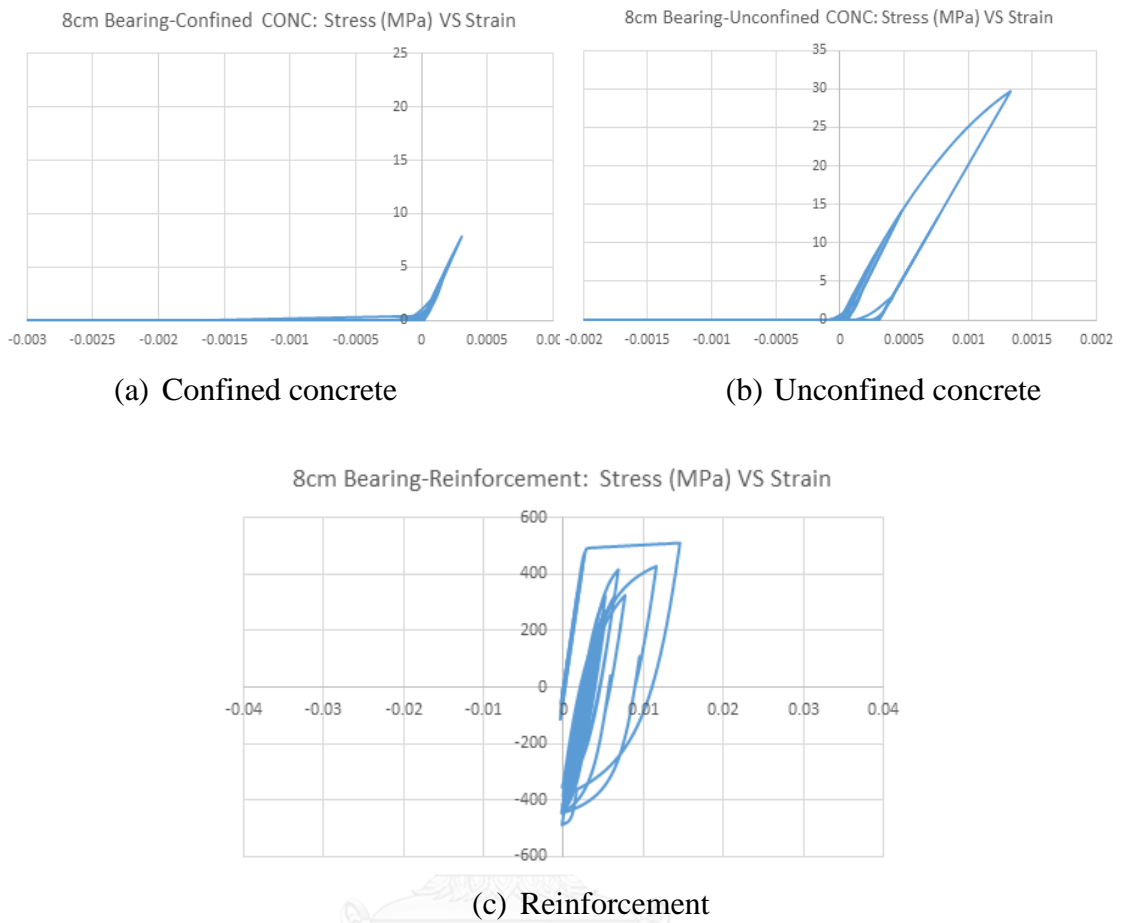 8cm Bearing-Confined CONC: Stress (MPa) VS Strain
25
20
15
10
5
0
-0.003 -0.0025 -0.002 -0.0015 -0.001 -0.0005 0 0.0005
(a) Confined concrete
8cm Bearing-Unconfined CONC: Stress (MPa) VS Strain
35
30
25
20
15
10
5
0
-0.002 -0.0015 -0.001 -0.0005 0 0.0005 0.001 0.0015 0.002
(b) Unconfined concrete
8cm Bearing-Reinforcement: Stress (MPa) VS Strain
600
400
200
0
-0.04 -0.03 -0.02 -0.01 0 0.01 0.02 0.03 0.04
-200
-400
-600
(c) Reinforcement